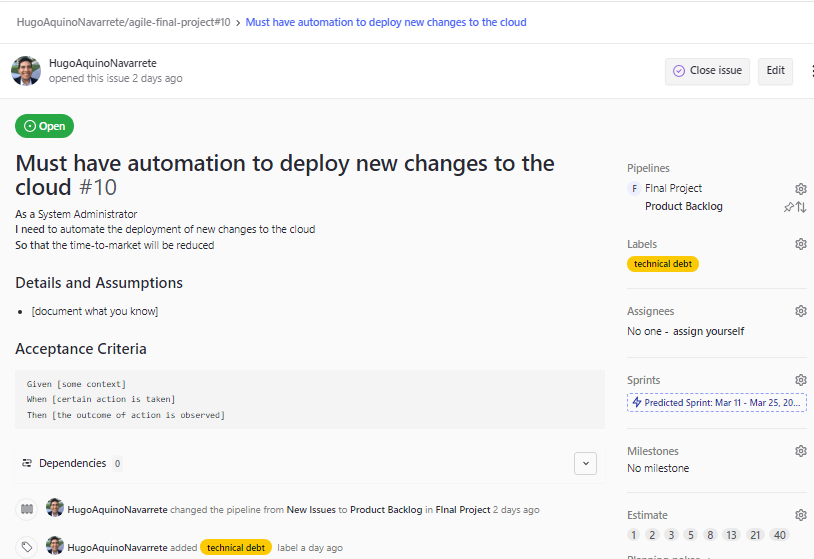 HugoAquinoNavarrete/agile-final-project#10 > Must have automation to deploy new changes to the cloud
HugoAquinoNavarrete
opened this issue 2 days ago
Close issue
Edit
Open
Must have automation to deploy new changes to the
cloud #10
As a System Administrator
I need to automate the deployment of new changes to the cloud
So that the time-to-market will be reduced
Details and Assumptions
• [document what you know]
Acceptance Criteria
Given [some context]
When [certain action is taken]
Then [the outcome of action is observed]
Dependencies 0
HugoAquinoNavarrete changed the pipeline from New Issues to Product Backlog in FInal Project 2 days ago
HugoAquinoNavarrete added technical debt label a day ago
Pipelines
F FInal Project
Product Backlog
Labels
technical debt
Assignees
No one - assign yourself
Sprints
Predicted Sprint: Mar 11 - Mar 25, 20...
Milestones
No milestone
Estimate
1 2 3 5 8 13 21 40